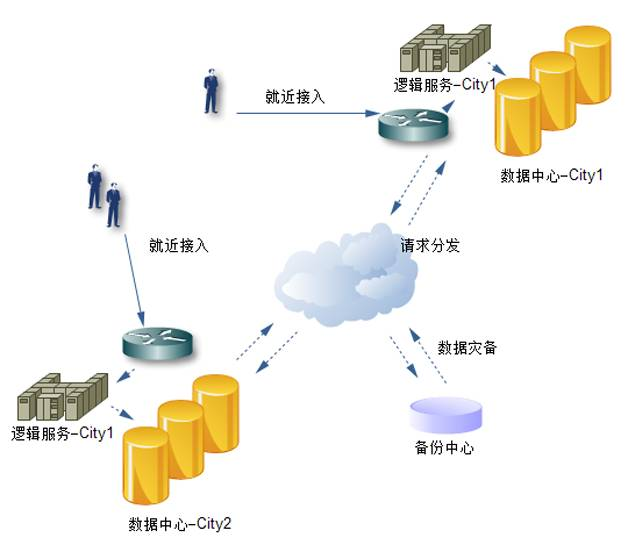 逻辑服务–City1
就近接入
数据中心–City1
请求分发
就近接入
数据灾备
逻辑服务–City1
备份中心
数据中心–City2